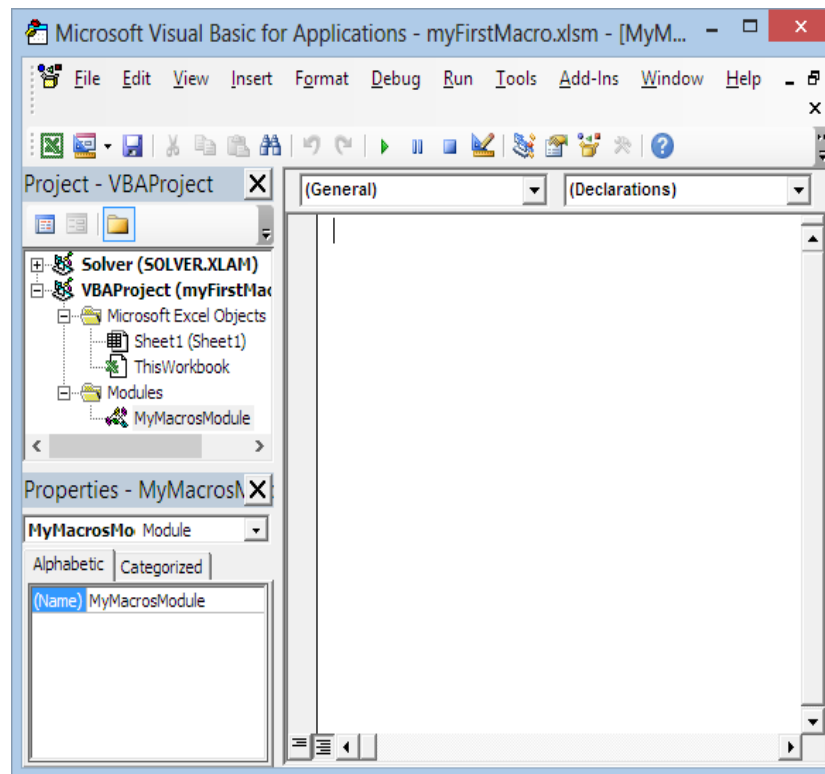 Microsoft Visual Basic for Applications - myFirstMacro.xlsm - [MyM...
File Edit View Insert Format Debug Run Tools Add-Ins Window Help
Project - VBAProject
(General)
(Declarations)
Solver (SOLVER.XLAM)
VBAProject (myFirstMac
Microsoft Excel Objects
Sheet1 (Sheet1)
ThisWorkbook
Modules
MyMacrosModule
Properties - MyMacrosM
MyMacrosMo Module
Alphabetic Categorized
(Name) MyMacrosModule